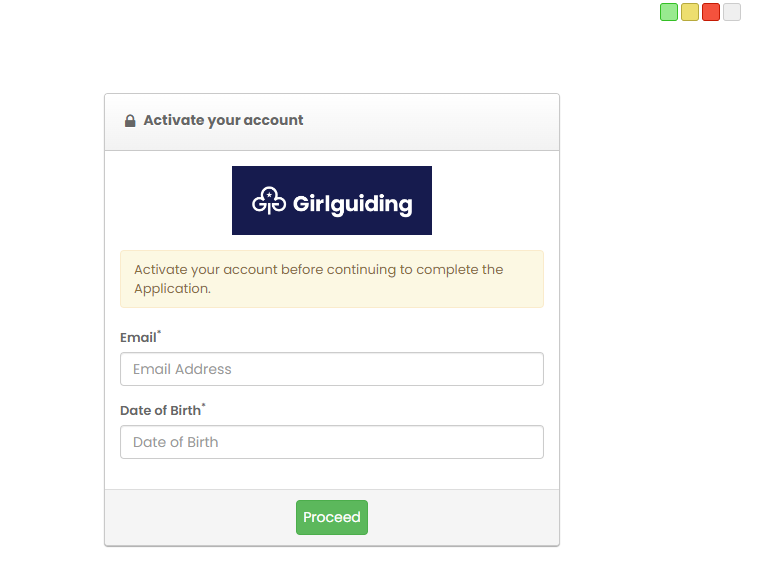 Activate your account
Girlguiding
Activate your account before continuing to complete the
Application.
Email*
Email Address
Date of Birth*
Date of Birth
Proceed